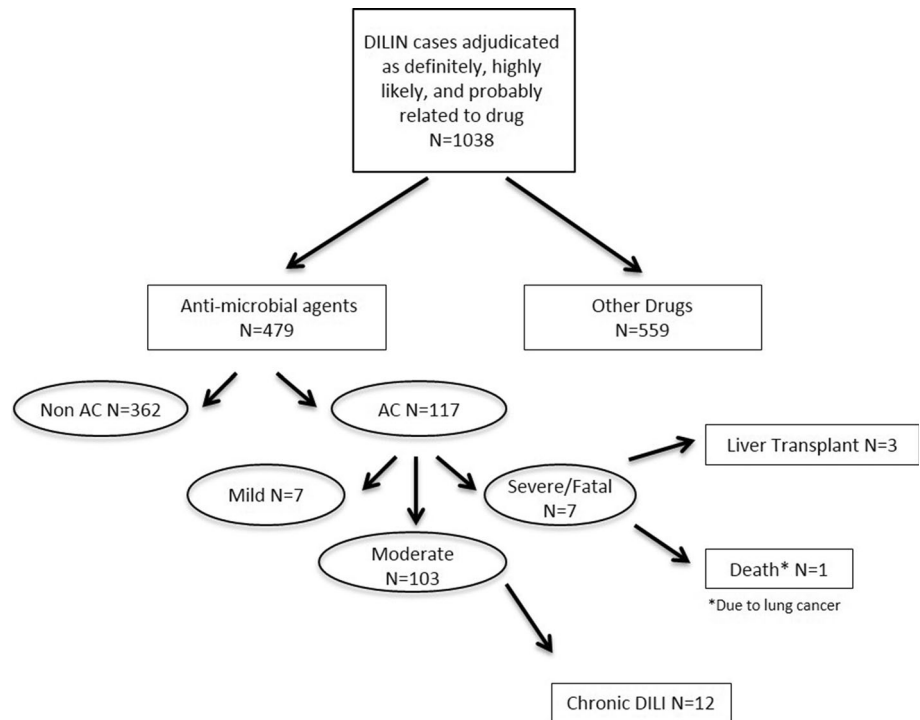 DILIN cases adjudicated
as definitely, highly
likely, and probably
related to drug
N=1038
Anti-microbial agents
N=479
Other Drugs
N=559
Non AC N=362
AC N=117
Liver Transplant N=3
Mild N=7
Severe/Fatal
N=7
Moderate
N=103
Death* N=1
*Due to lung cancer
Chronic DILI N=12